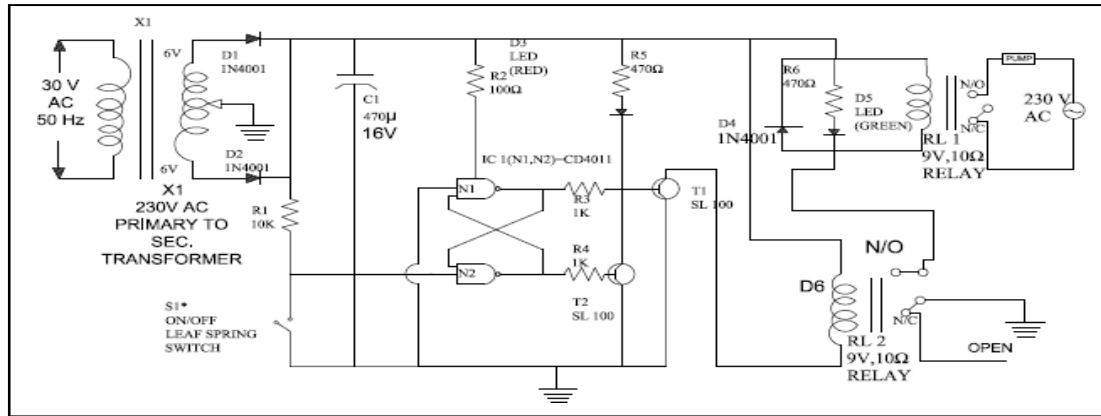 X1
6V
D1
1N4001
30 V
AC
50 Hz
D2
1N4001
6V
X1
230V AC
PRIMARY TO
SEC.
TRANSFORMER
R1
10K
S1*
ON/OFF
LEAF SPRING
SWITCH
C1
470µ
16V
D3
LED
(RED)
R2
100Ω
IC 1(N1,N2)-CD4011
N1
N2
R3
1K
R4
1K
T2
SL 100
T1
SL 100
R5
470Ω
R6
470Ω
D4
1N4001
D5
LED
(GREEN)
N/O
N/C
RL 1
9V,10Ω
RELAY
PUMP
230 V
AC
N/O
D6
N/C
RL 2
9V,10Ω
RELAY
OPEN